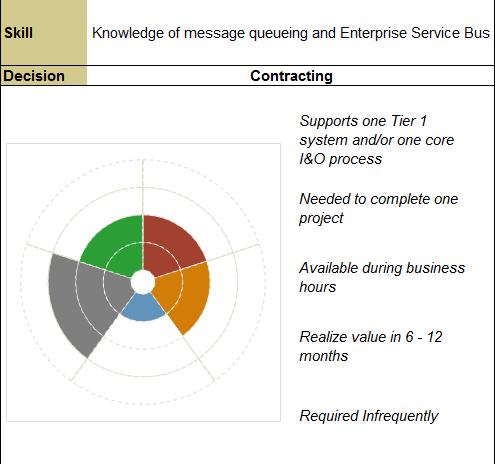 Skill Knowledge of message queueing and Enterprise Service Bus
Decision Contracting
Supports one Tier 1
system and/or one core
I&O process
Needed to complete one
project
Available during business
hours
Realize value in 6 - 12
months
Required Infrequently